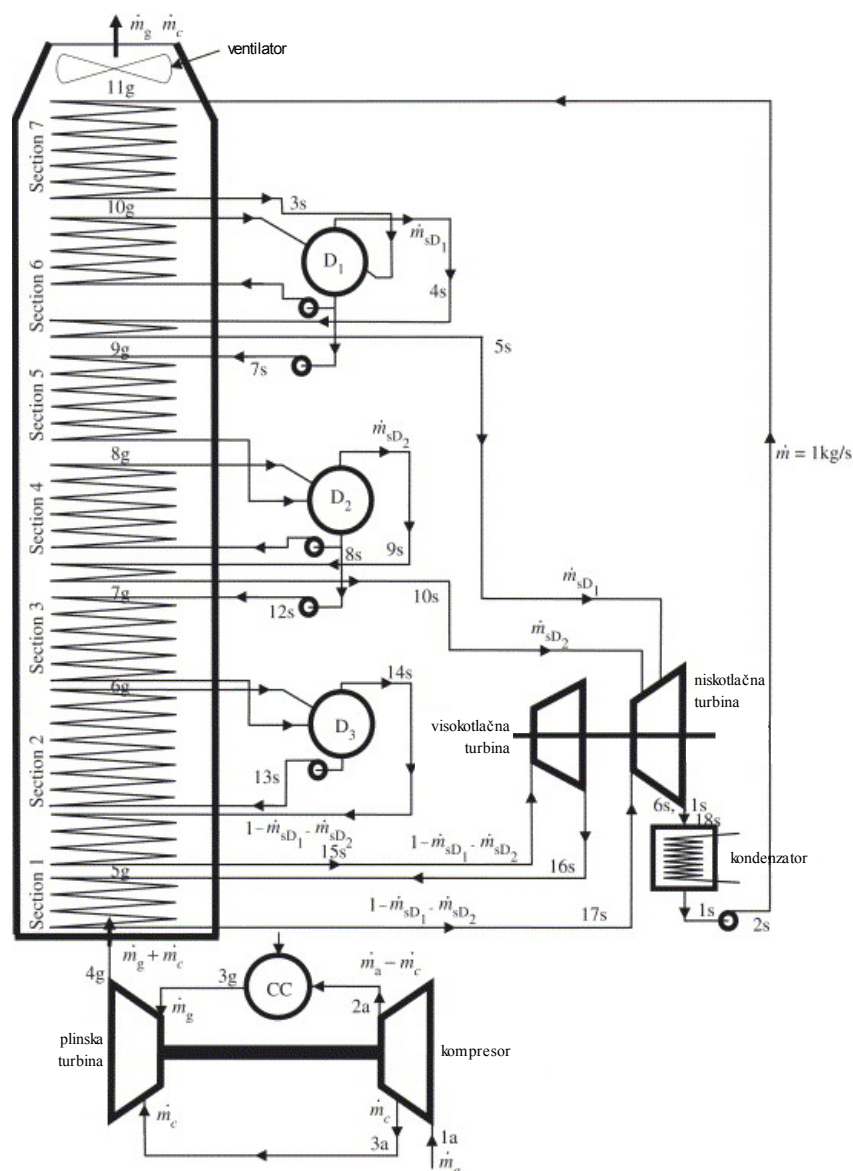 ṁg ṁc
ventilator
11g
Section 7
3s
10g
ṁsD1
D1
Section 6
4s
9g
7s
5s
Section 5
ṁsD2
8g
D2
ṁ = 1kg/s
Section 4
8s
9s
ṁsD1
7g
12s
10s
ṁsD2
Section 3
14s
6g
niskotlačna
turbina
D3
visokotlačna
turbina
Section 2
13s
6s, 1s
1−ṁsD1−ṁsD2
18s
1−ṁsD1−ṁsD2
15s
kondenzator
5g
16s
Section 1
1−ṁsD1−ṁsD2
17s
1s
2s
ṁg + ṁc
4g
3g
CC
ṁa − ṁc
2a
ṁg
plinska
turbina
kompresor
ṁc
ṁc
3a
1a